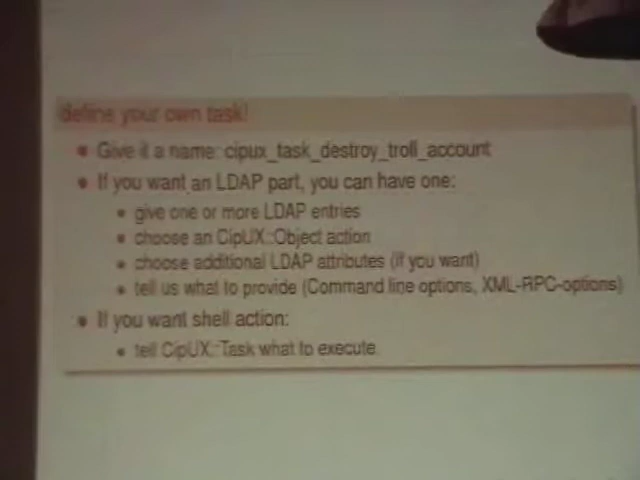 define your own task!
Give it a name: cipux_task_destroy_troll_account
If you want an LDAP part, you can have one:
give one or more LDAP entries
choose an CipUX::Object action
choose additional LDAP attributes (if you want)
tell us what to provide (Command line options, XML-RPC-options)
If you want shell action:
tell CipUX::Task what to execute